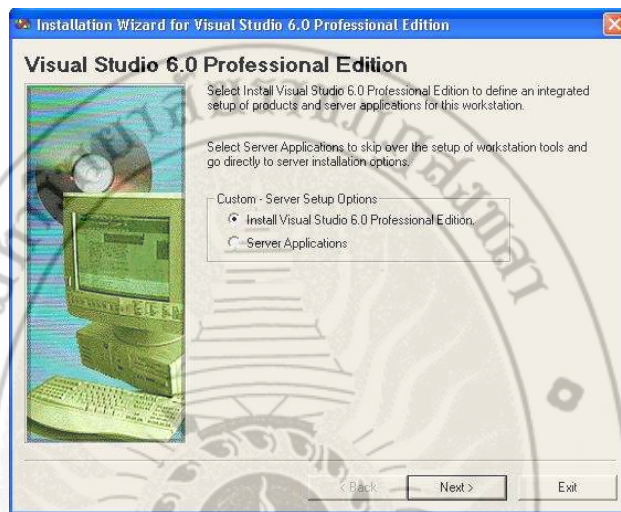 Installation Wizard for Visual Studio 6.0 Professional Edition
Visual Studio 6.0 Professional Edition
Select Install Visual Studio 6.0 Professional Edition to define an integrated
setup of products and server applications for this workstation.
Select Server Applications to skip over the setup of workstation tools and
go directly to server installation options.
Custom - Server Setup Options
Install Visual Studio 6.0 Professional Edition.
Server Applications
< Back
Next >
Exit